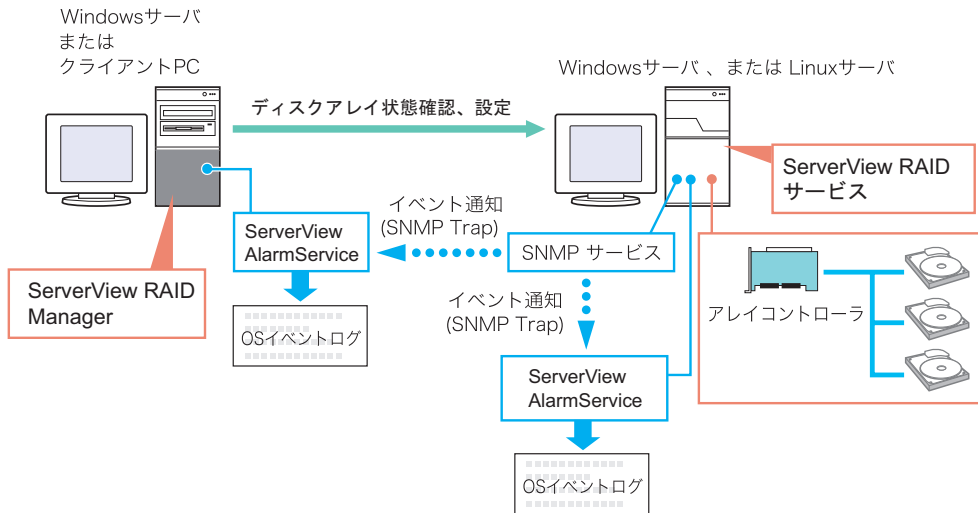 Windowsサーバ
または
クライアントPC
Windowsサーバ 、または Linuxサーバ
ディスクアレイ状態確認、設定
ServerView RAID
サービス
イベント通知
(SNMP Trap)
ServerView
AlarmService
SNMP サービス
ServerView RAID
Manager
イベント通知
(SNMP Trap)
アレイコントローラ
OSイベントログ
ServerView
AlarmService
OSイベントログ